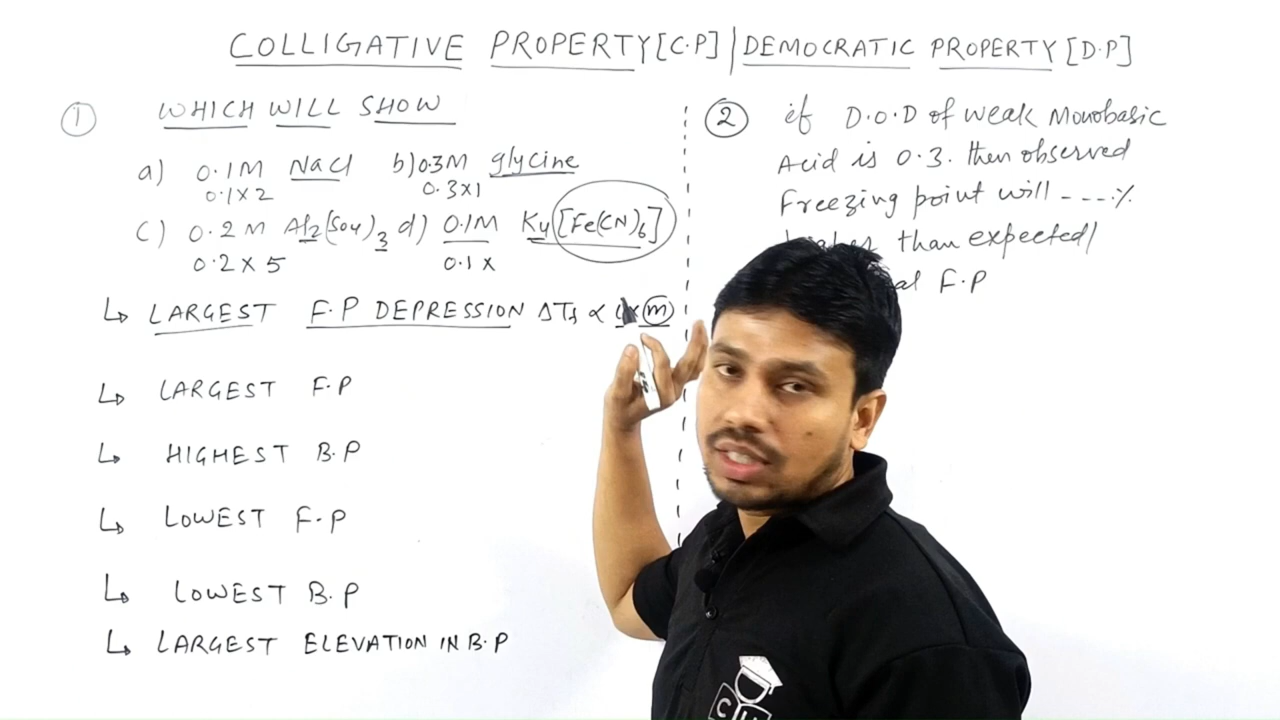 COLLIGATIVE PROPERTY [C.P] | DEMOCRATIC PROPERTY [D.P]
① WHICH WILL SHOW
a) 0.1M NaCl b) 0.3M glycine
0.1×2 0.3×1
c) 0.2M Al2(SO4)3 d) 0.1M K4[Fe(CN)6]
0.2×5 0.1×
↳ LARGEST F.P DEPRESSION ΔTf ∝ m
↳ LARGEST F.P
↳ HIGHEST B.P
↳ LOWEST F.P
↳ LOWEST B.P
↳ LARGEST ELEVATION IN B.P
② if D.O.D of weak Monobasic
Acid is 0.3. then observed
Freezing point will ---%
than expected/
F.P